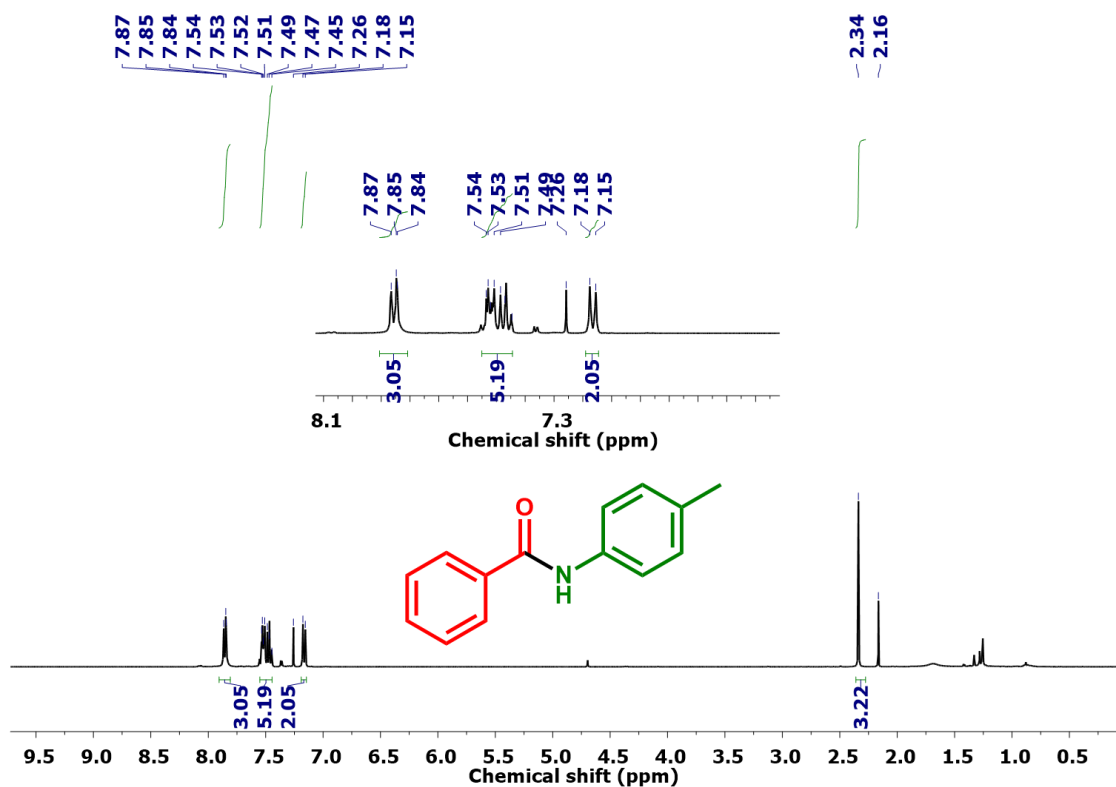 7.87 7.85 7.84 7.54 7.53 7.52 7.51 7.49 7.47 7.45 7.26 7.18 7.15 2.34 2.16
7.87 7.85 7.84 7.54 7.53 7.51 7.49 7.26 7.18 7.15
3.05 5.19 2.05
8.1 7.3
Chemical shift (ppm)
O
N
H
3.05 5.19 2.05 3.22
9.5 9.0 8.5 8.0 7.5 7.0 6.5 6.0 5.5 5.0 4.5 4.0 3.5 3.0 2.5 2.0 1.5 1.0 0.5
Chemical shift (ppm)